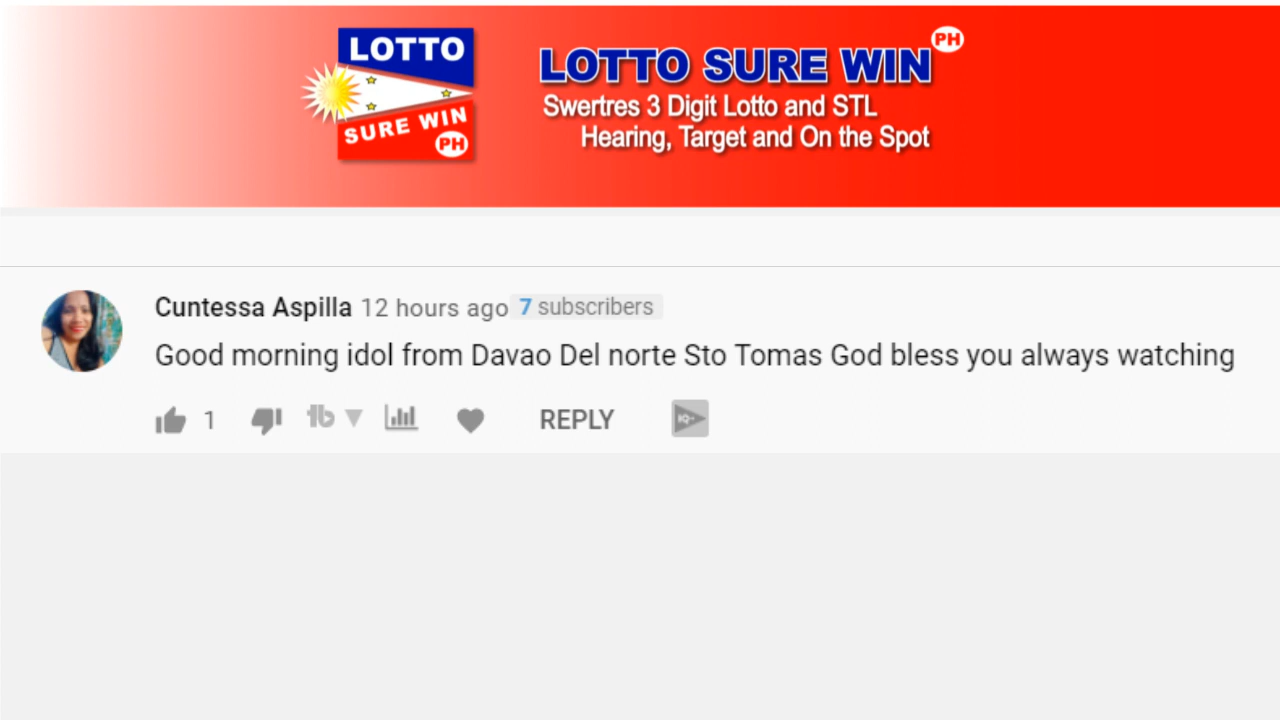 LOTTO
SURE WIN
PH
LOTTO SURE WIN PH
Swertres 3 Digit Lotto and STL
Hearing, Target and On the Spot
Cuntessa Aspilla 12 hours ago 7 subscribers
Good morning idol from Davao Del norte Sto Tomas God bless you always watching
1 tb REPLY IQ